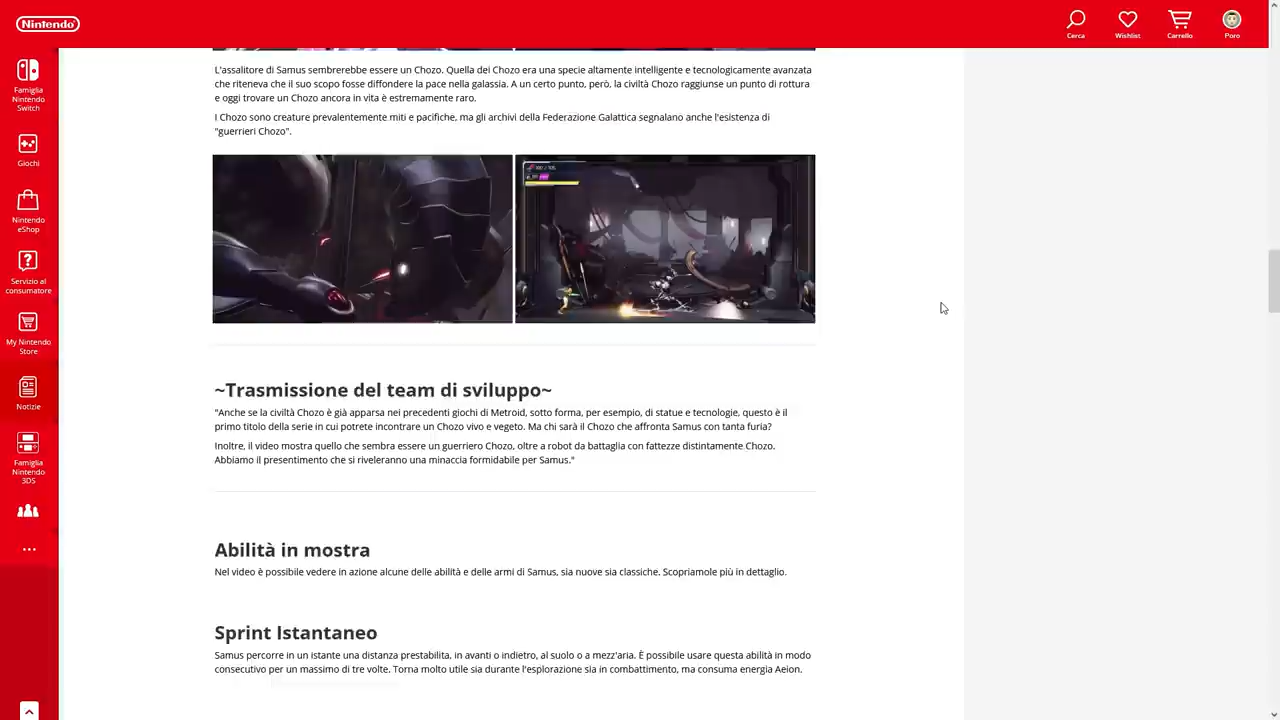 Nintendo
Cerca
Wishlist
Carrello
Poro
Famiglia
Nintendo
Switch
Giochi
Nintendo
eShop
Servizio al
consumatore
My Nintendo
Store
Notizie
Famiglia
Nintendo
3DS
...
L'assalitore di Samus sembrerebbe essere un Chozo. Quella dei Chozo era una specie altamente intelligente e tecnologicamente avanzata
che riteneva che il suo scopo fosse diffondere la pace nella galassia. A un certo punto, però, la civiltà Chozo raggiunse un punto di rottura
e oggi trovare un Chozo ancora in vita è estremamente raro.
I Chozo sono creature prevalentemente miti e pacifiche, ma gli archivi della Federazione Galattica segnalano anche l'esistenza di
"guerrieri Chozo".
~Trasmissione del team di sviluppo~
"Anche se la civiltà Chozo è già apparsa nei precedenti giochi di Metroid, sotto forma, per esempio, di statue e tecnologie, questo è il
primo titolo della serie in cui potrete incontrare un Chozo vivo e vegeto. Ma chi sarà il Chozo che affronta Samus con tanta furia?
Inoltre, il video mostra quello che sembra essere un guerriero Chozo, oltre a robot da battaglia con fattezze distintamente Chozo.
Abbiamo il presentimento che si riveleranno una minaccia formidabile per Samus."
Abilità in mostra
Nel video è possibile vedere in azione alcune delle abilità e delle armi di Samus, sia nuove sia classiche. Scopriamole più in dettaglio.
Sprint Istantaneo
Samus percorre in un istante una distanza prestabilita, in avanti o indietro, al suolo o a mezz'aria. È possibile usare questa abilità in modo
consecutivo per un massimo di tre volte. Torna molto utile sia durante l'esplorazione sia in combattimento, ma consuma energia Aeion.